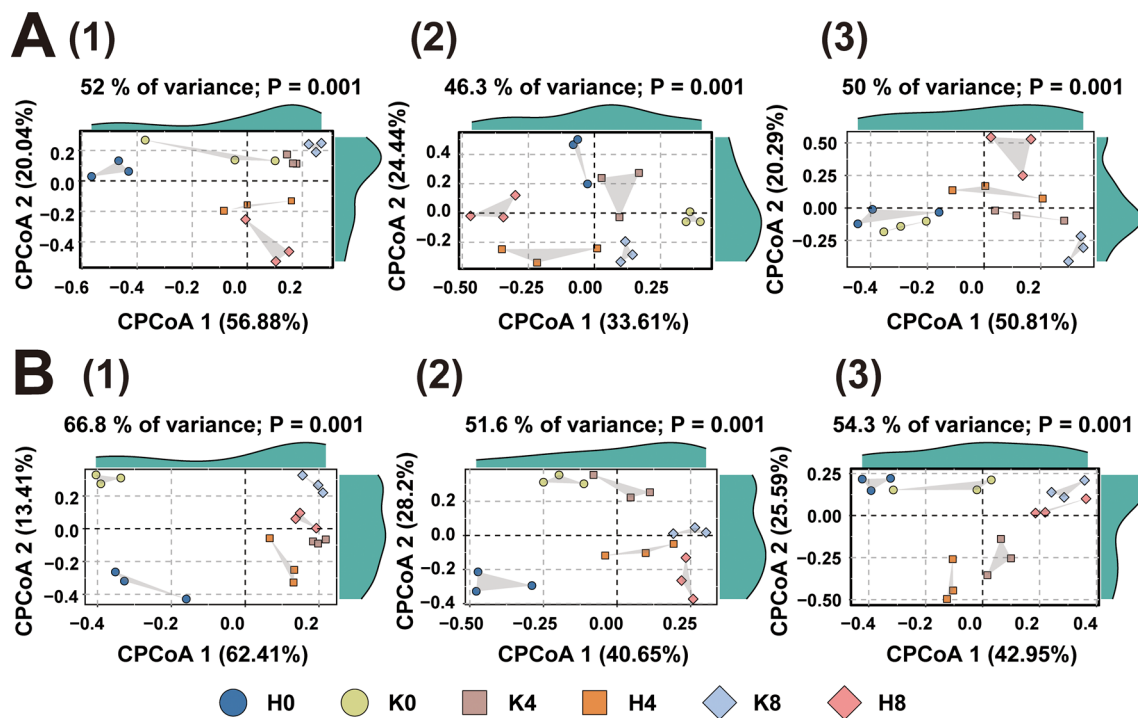 A (1) (2) (3)
52 % of variance; P = 0.001 46.3 % of variance; P = 0.001 50 % of variance; P = 0.001
CPCoA 2 (20.04%)
0.2
0.0
−0.2
−0.4
−0.6 −0.4 −0.2 0.0 0.2
CPCoA 1 (56.88%)
CPCoA 2 (24.44%)
0.4
0.2
0.0
−0.2
−0.50 −0.25 0.00 0.25
CPCoA 1 (33.61%)
CPCoA 2 (20.29%)
0.50
0.25
0.00
−0.25
−0.4 −0.2 0.0 0.2 0.4
CPCoA 1 (50.81%)
B (1) (2) (3)
66.8 % of variance; P = 0.001 51.6 % of variance; P = 0.001 54.3 % of variance; P = 0.001
CPCoA 2 (13.41%)
0.2
0.0
−0.2
−0.4
−0.4 −0.2 0.0 0.2
CPCoA 1 (62.41%)
CPCoA 2 (28.2%)
0.2
0.0
−0.2
−0.4
−0.50 −0.25 0.00 0.25
CPCoA 1 (40.65%)
CPCoA 2 (25.59%)
0.25
0.00
−0.25
−0.50
−0.4 −0.2 0.0 0.2 0.4
CPCoA 1 (42.95%)
H0 K0 K4 H4 K8 H8